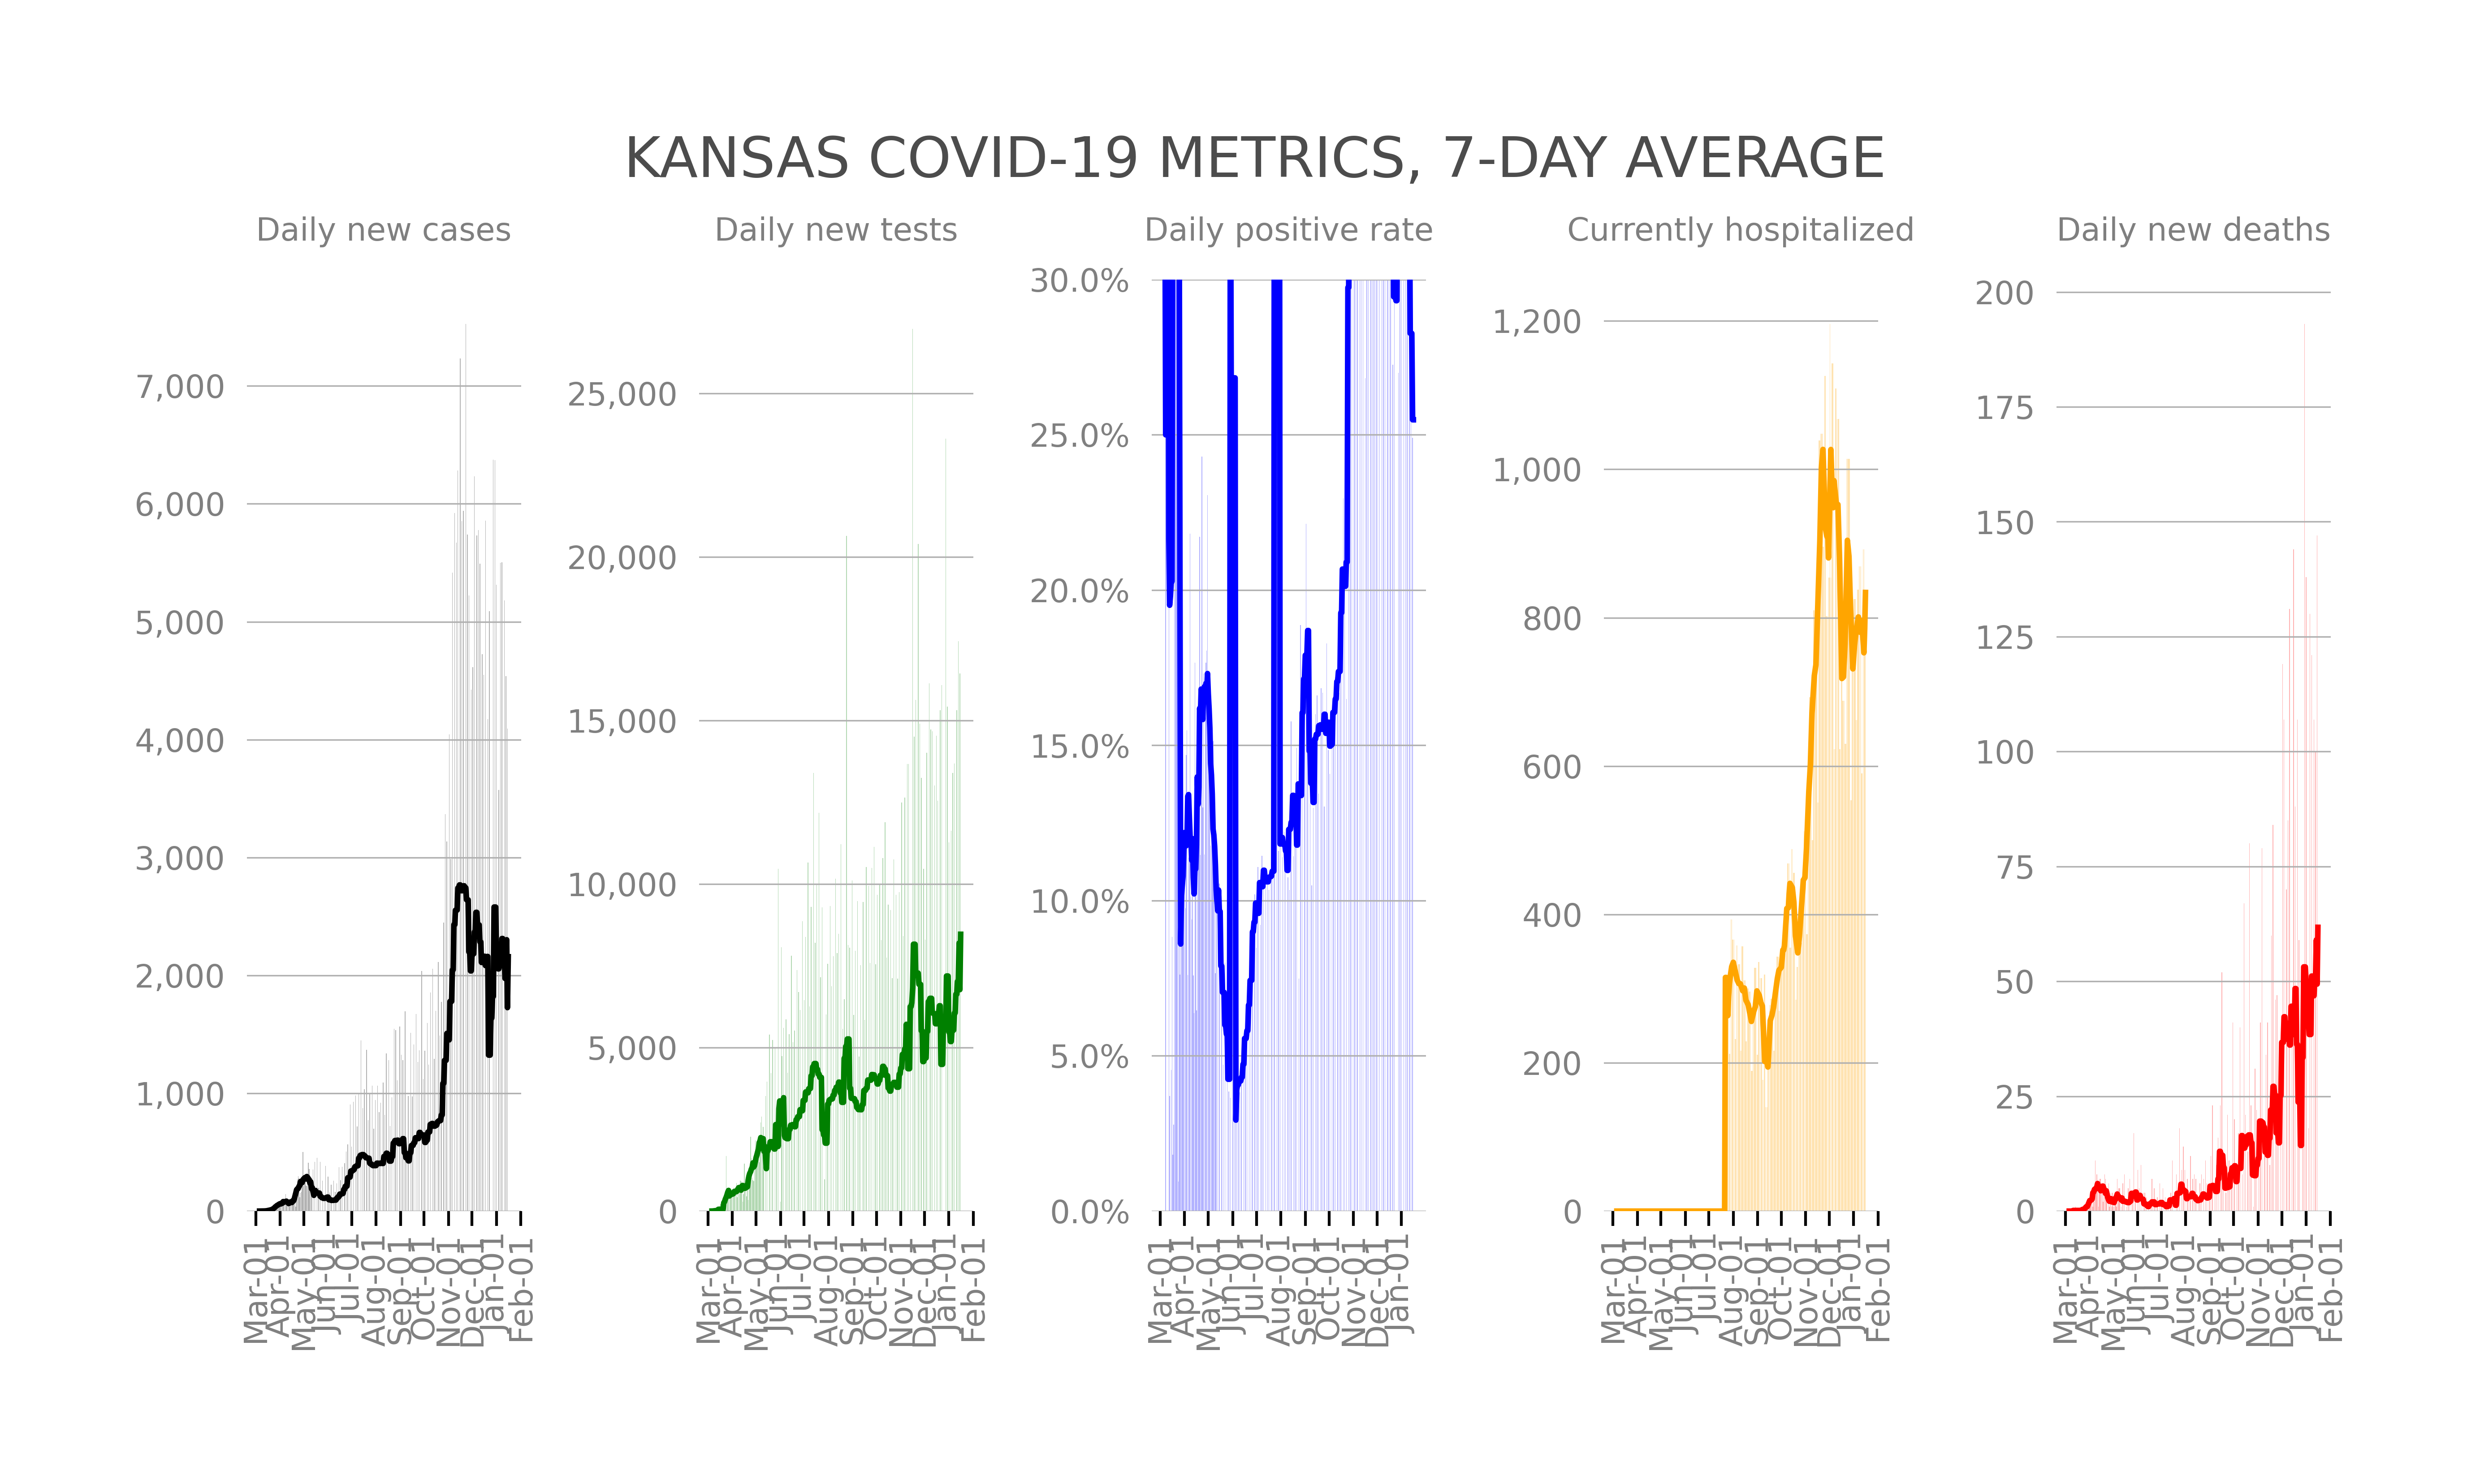 KANSAS COVID-19 METRICS, 7-DAY AVERAGE
Daily new cases
7,000
6,000
5,000
4,000
3,000
2,000
1,000
0
Mar-01
Apr-01
May-01
Jun-01
Jul-01
Aug-01
Sep-01
Oct-01
Nov-01
Dec-01
Jan-01
Feb-01
Daily new tests
25,000
20,000
15,000
10,000
5,000
0
Mar-01
Apr-01
May-01
Jun-01
Jul-01
Aug-01
Sep-01
Oct-01
Nov-01
Dec-01
Jan-01
Feb-01
Daily positive rate
30.0%
25.0%
20.0%
15.0%
10.0%
5.0%
0.0%
Mar-01
Apr-01
May-01
Jun-01
Jul-01
Aug-01
Sep-01
Oct-01
Nov-01
Dec-01
Jan-01
Currently hospitalized
1,200
1,000
800
600
400
200
0
Mar-01
Apr-01
May-01
Jun-01
Jul-01
Aug-01
Sep-01
Oct-01
Nov-01
Dec-01
Jan-01
Feb-01
Daily new deaths
200
175
150
125
100
75
50
25
0
Mar-01
Apr-01
May-01
Jun-01
Jul-01
Aug-01
Sep-01
Oct-01
Nov-01
Dec-01
Jan-01
Feb-01